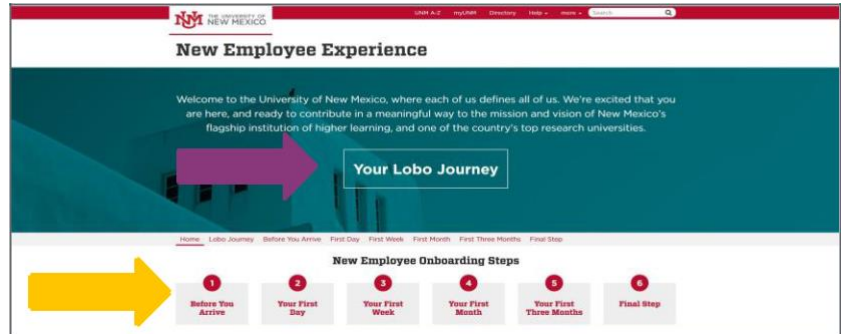 UNM A-Z myUNM Directory Help more Search
UNM THE UNIVERSITY OF
NEW MEXICO
New Employee Experience
Welcome to the University of New Mexico, where each of us defines all of us. We're excited that you
are here, and ready to contribute in a meaningful way to the mission and vision of New Mexico's
flagship institution of higher learning, and one of the country's top research universities.
Your Lobo Journey
Home Lobo Journey Before You Arrive First Day First Week First Month First Three Months Final Step
New Employee Onboarding Steps
1 2 3 4 5 6
Before You Your First Your First Your First Your First Final Step
Arrive Day Week Month Three Months